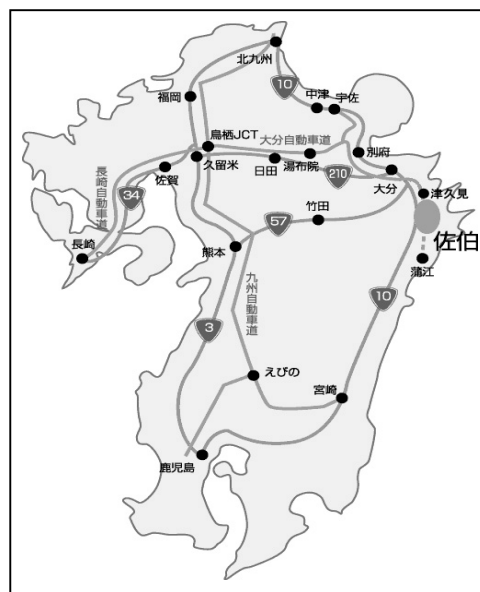 北九州
10
中津
宇佐
福岡
鳥栖JCT
大分自動車道
別府
長崎自動車道
34
佐賀
久留米
日田
湯布院
210
大分
津久見
佐伯
竹田
57
長崎
熊本
蒲江
九州自動車道
10
3
えびの
宮崎
鹿児島